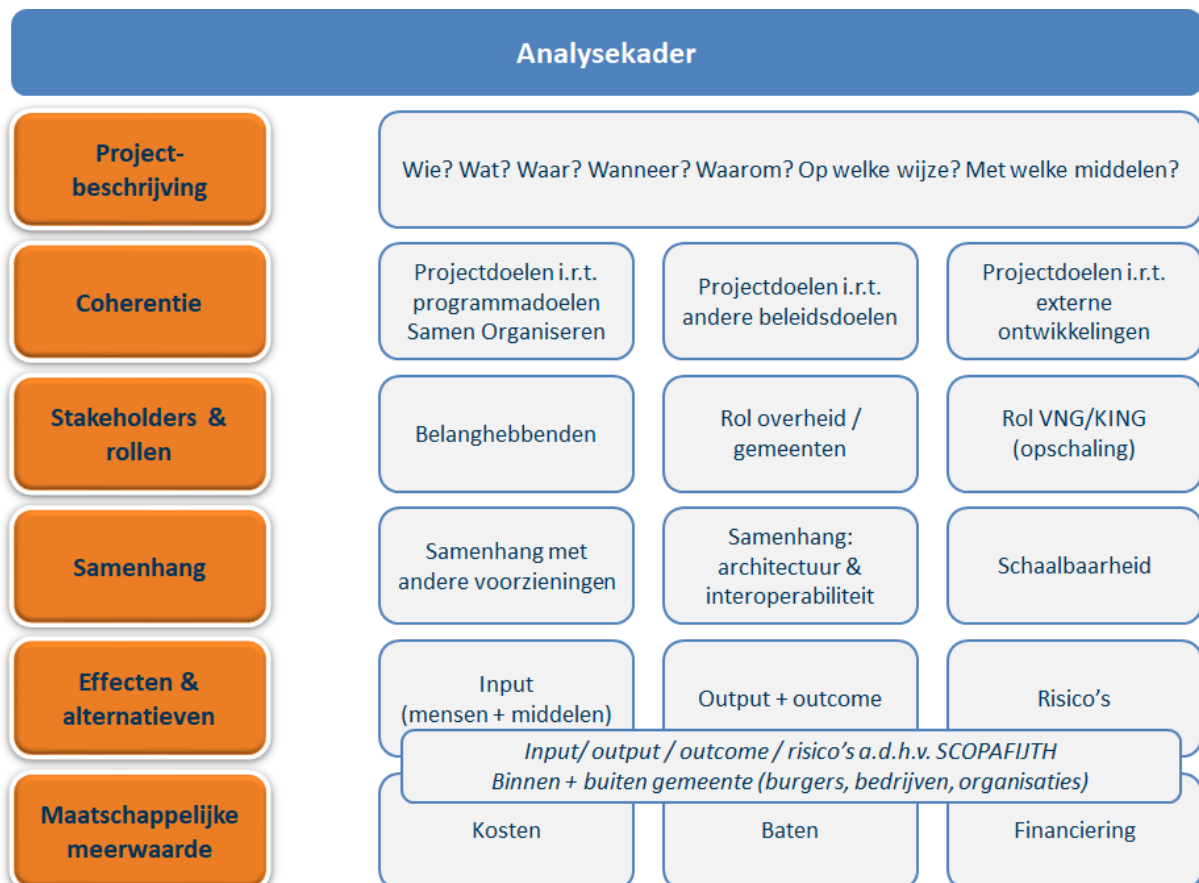 Analysekader
Project-
beschrijving
Wie? Wat? Waar? Wanneer? Waarom? Op welke wijze? Met welke middelen?
Coherentie
Projectdoelen i.r.t.
programmadoelen
Samen Organiseren
Projectdoelen i.r.t.
andere beleidsdoelen
Projectdoelen i.r.t.
externe
ontwikkelingen
Stakeholders &
rollen
Belanghebbenden
Rol overheid /
gemeenten
Rol VNG/KING
(opschaling)
Samenhang
Samenhang met
andere voorzieningen
Samenhang:
architectuur &
interoperabiliteit
Schaalbaarheid
Effecten &
alternatieven
Input
(mensen + middelen)
Output + outcome
Risico's
Input/ output / outcome / risico's a.d.h.v. SCOPAFIJTH
Binnen + buiten gemeente (burgers, bedrijven, organisaties)
Maatschappelijke
meerwaarde
Kosten
Baten
Financiering